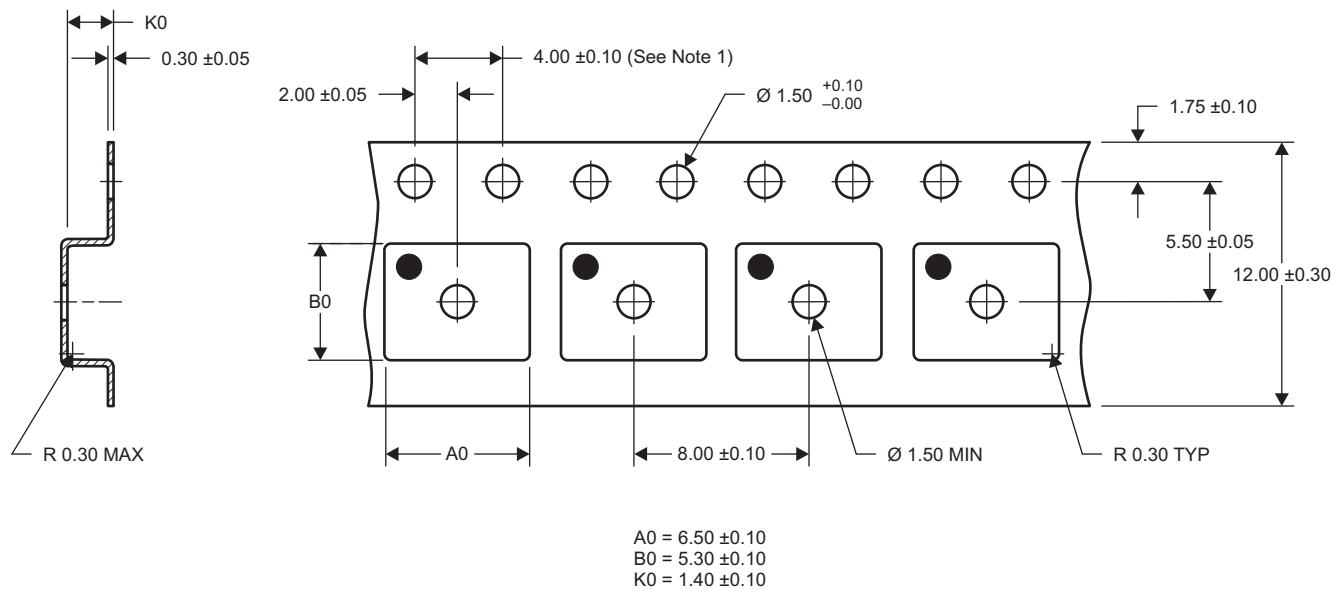 K0
0.30 ±0.05
4.00 ±0.10 (See Note 1)
2.00 ±0.05
Ø 1.50 +0.10
–0.00
1.75 ±0.10
5.50 ±0.05
12.00 ±0.30
B0
R 0.30 MAX
A0
8.00 ±0.10
Ø 1.50 MIN
R 0.30 TYP
A0 = 6.50 ±0.10
B0 = 5.30 ±0.10
K0 = 1.40 ±0.10